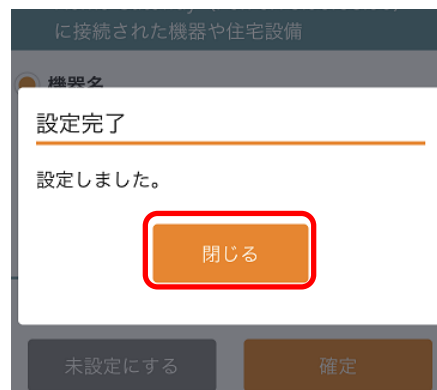 に接続された機器や住宅設備
機器名
設定完了
設定しました。
閉じる
未設定にする
確定